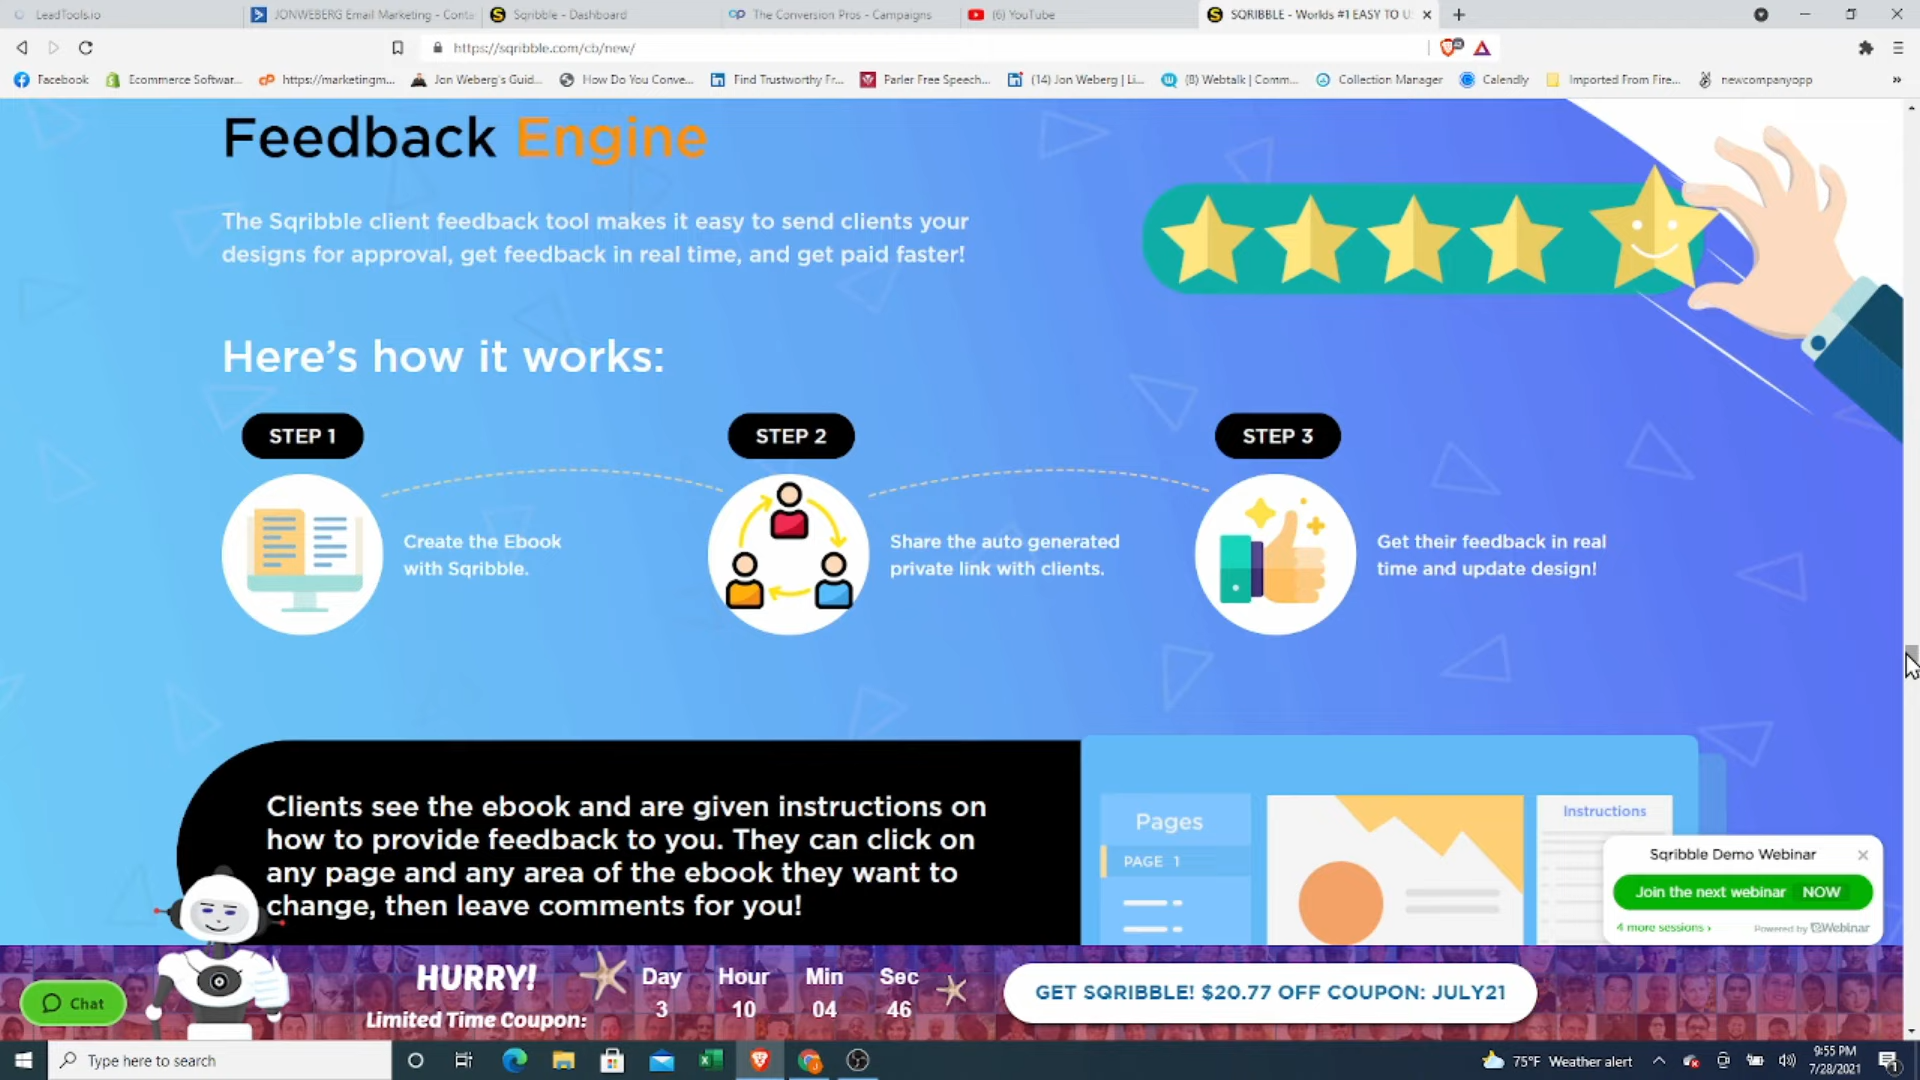 LeadTools.io
JONWEBERG Email Marketing - Conta
Sqribble - Dashboard
The Conversion Pros - Campaigns
(6) YouTube
SQRIBBLE - Worlds #1 EASY TO U
https://sqribble.com/cb/new/
Facebook
Ecommerce Softwar...
https://marketingm...
Jon Weberg's Guid...
How Do You Conve...
Find Trustworthy Fr...
Parler Free Speech...
(14) Jon Weberg | Li...
(8) Webtalk | Comm...
Collection Manager
Calendly
Imported From Fire...
newcompanyopp
Feedback Engine
The Sqribble client feedback tool makes it easy to send clients your
designs for approval, get feedback in real time, and get paid faster!
Here's how it works:
STEP 1
Create the Ebook
with Sqribble.
STEP 2
Share the auto generated
private link with clients.
STEP 3
Get their feedback in real
time and update design!
Clients see the ebook and are given instructions on
how to provide feedback to you. They can click on
any page and any area of the ebook they want to
change, then leave comments for you!
Pages
PAGE 1
Instructions
Sqribble Demo Webinar
Join the next webinar NOW
4 more sessions ›
Powered by eWebinar
Chat
HURRY!
Limited Time Coupon:
Day Hour Min Sec
3 10 04 46
GET SQRIBBLE! $20.77 OFF COUPON: JULY21
Type here to search
75°F Weather alert
9:55 PM
7/28/2021